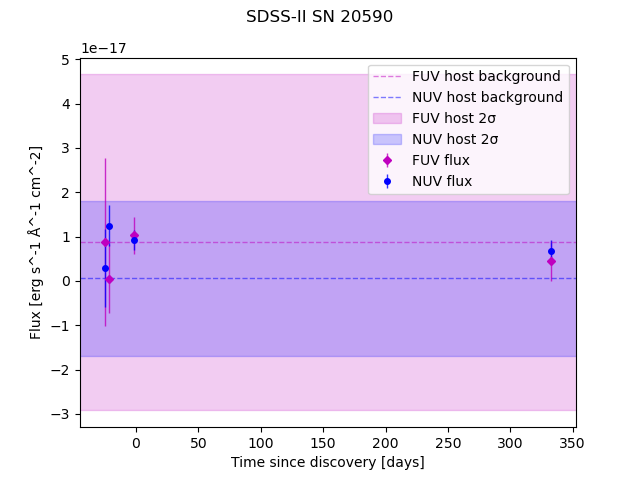 SDSS-II SN 20590
1e−17
FUV host background
NUV host background
FUV host 2σ
NUV host 2σ
FUV flux
NUV flux
5
4
3
2
1
0
−1
−2
−3
Flux [erg s^-1 Å^-1 cm^-2]
0 50 100 150 200 250 300 350
Time since discovery [days]